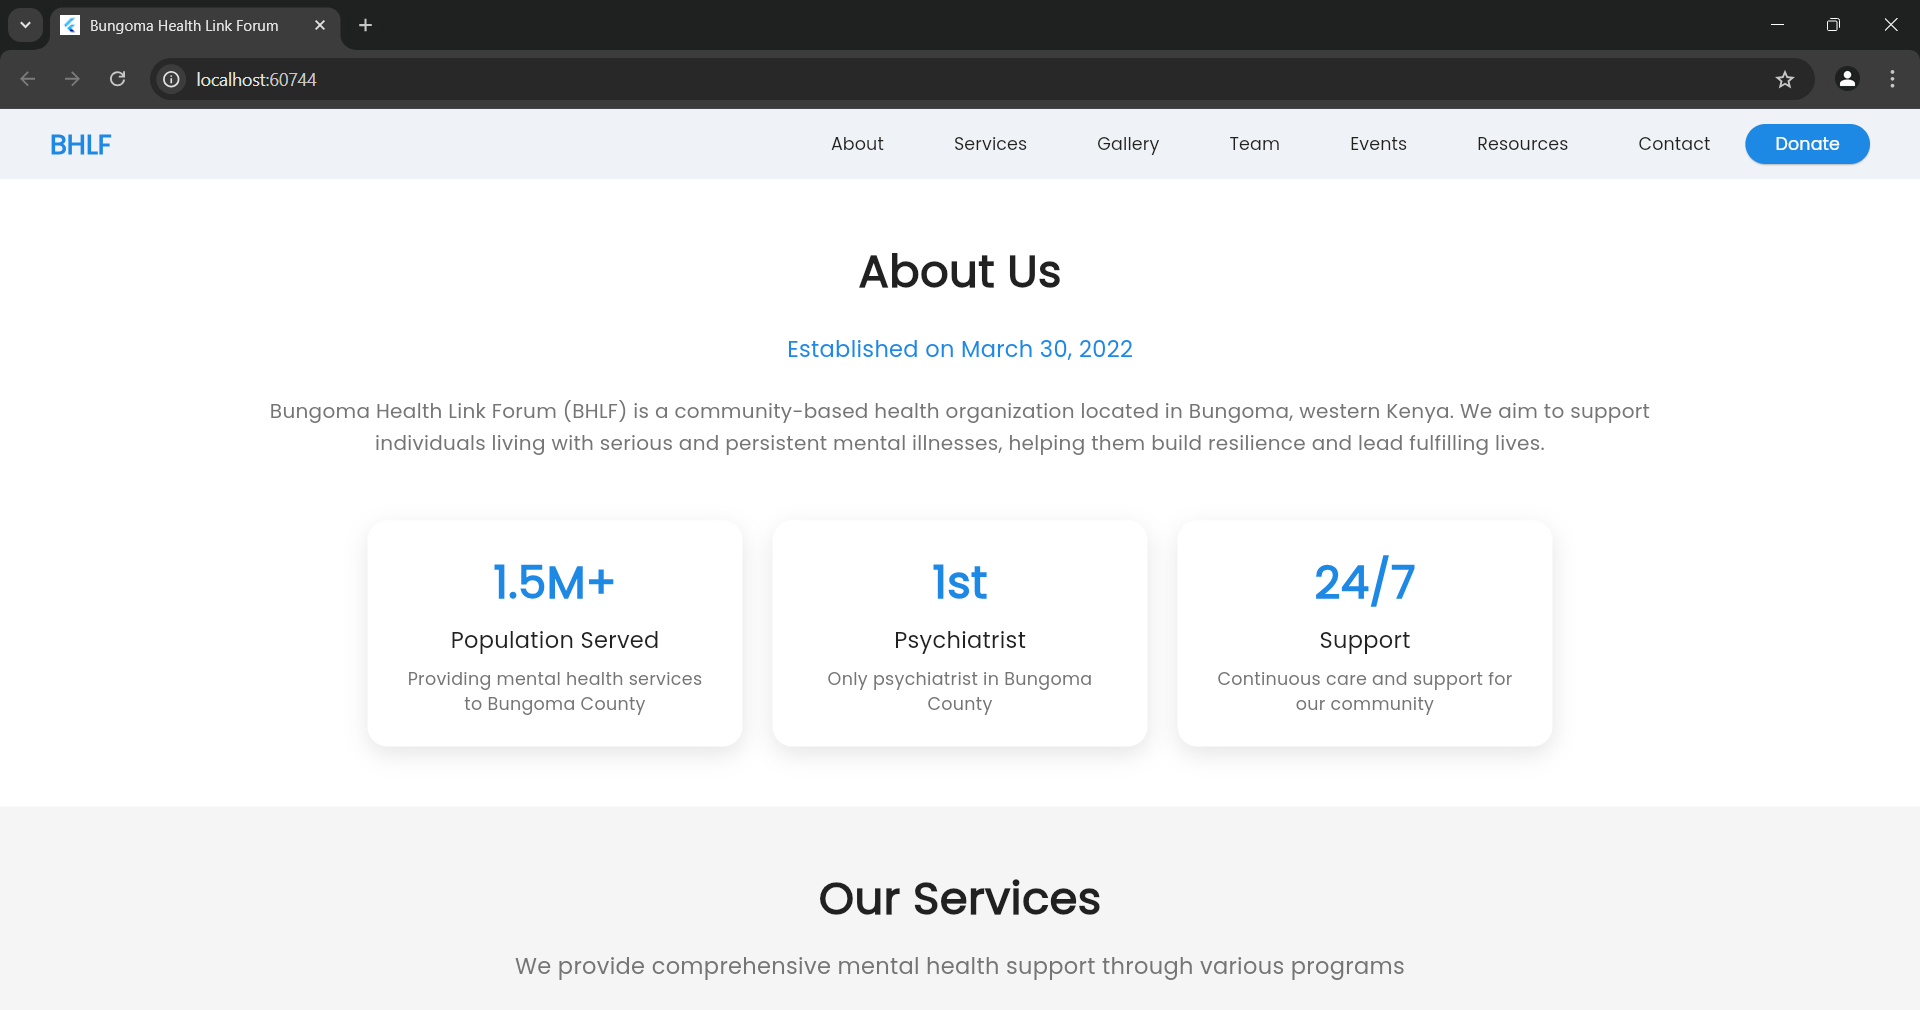 Bungoma Health Link Forum
localhost:60744
BHLF
About
Services
Gallery
Team
Events
Resources
Contact
Donate
About Us
Established on March 30, 2022
Bungoma Health Link Forum (BHLF) is a community-based health organization located in Bungoma, western Kenya. We aim to support
individuals living with serious and persistent mental illnesses, helping them build resilience and lead fulfilling lives.
1.5M+
Population Served
Providing mental health services
to Bungoma County
1st
Psychiatrist
Only psychiatrist in Bungoma
County
24/7
Support
Continuous care and support for
our community
Our Services
We provide comprehensive mental health support through various programs